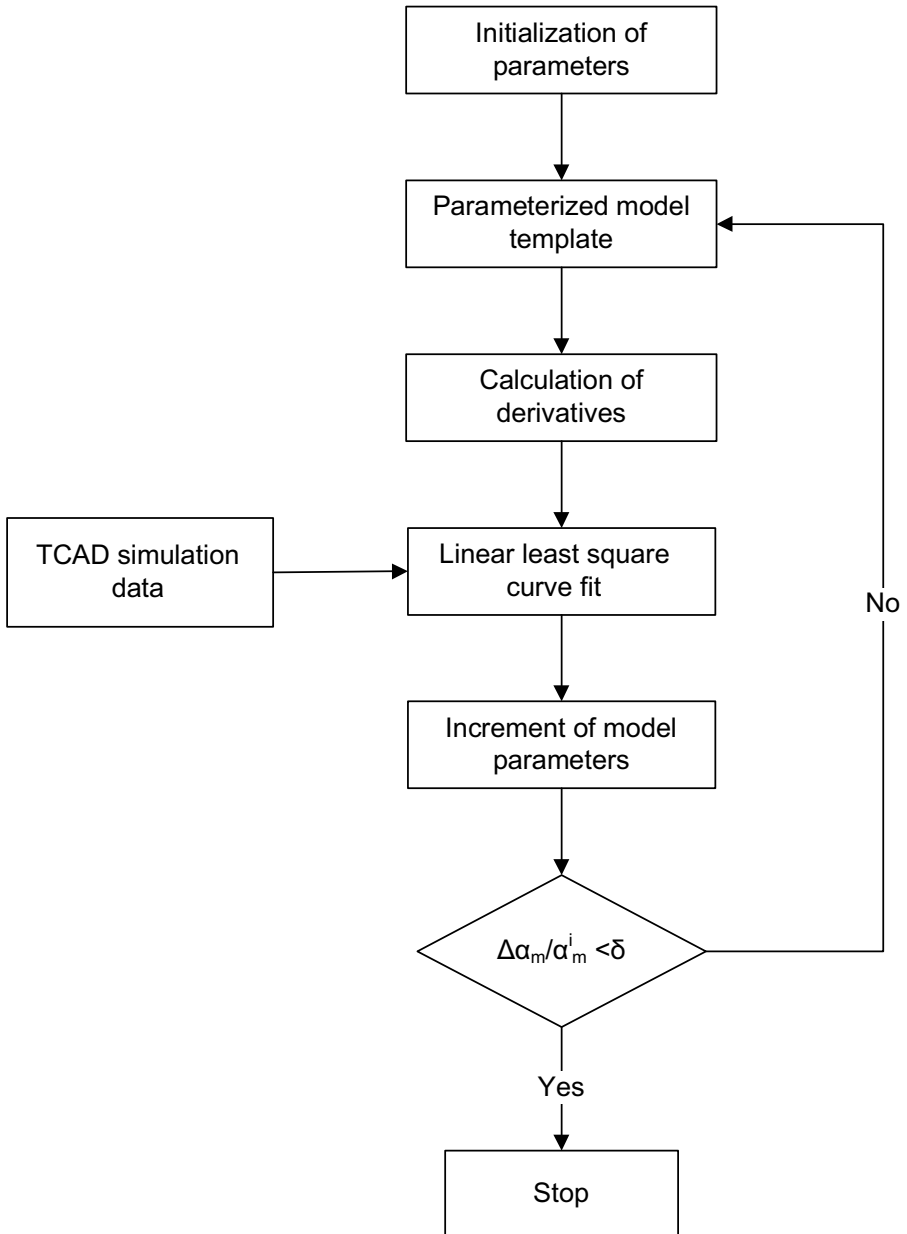 Initialization of
parameters
Parameterized model
template
Calculation of
derivatives
TCAD simulation
data
Linear least square
curve fit
No
Increment of model
parameters
Δαₘ/αⁱₘ <δ
Yes
Stop